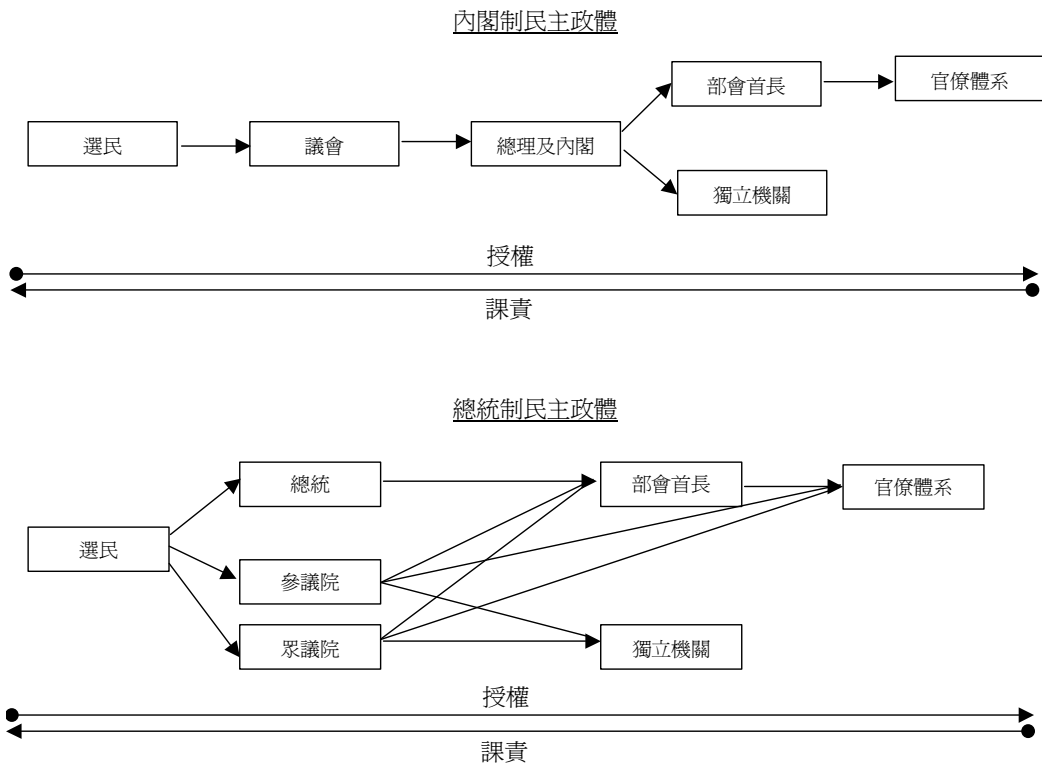 內閣制民主政體
部會首長
官僚體系
選民
議會
總理及內閣
獨立機關
授權
課責
總統制民主政體
總統
部會首長
官僚體系
選民
參議院
眾議院
獨立機關
授權
課責